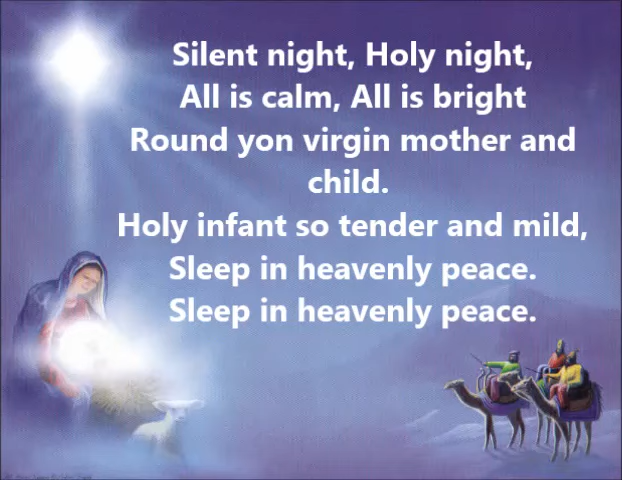 Silent night, Holy night,
All is calm, All is bright
Round yon virgin mother and
child.
Holy infant so tender and mild,
Sleep in heavenly peace.
Sleep in heavenly peace.